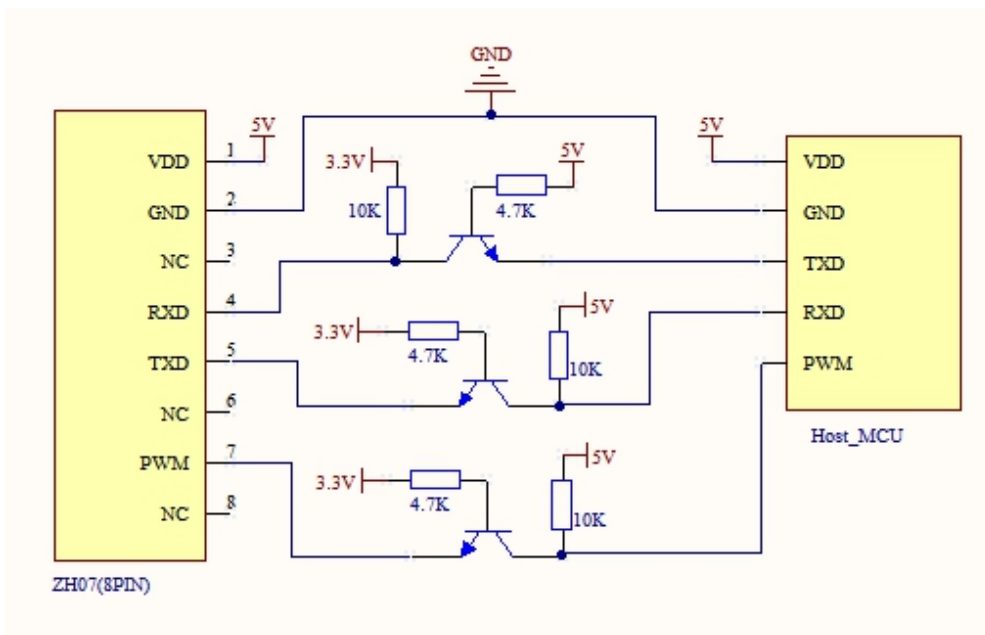 GND
5V
1
VDD
3.3V
5V
5V
VDD
2
GND
10K
4.7K
GND
3
NC
TXD
4
RXD
5V
RXD
3.3V
5
TXD
4.7K
10K
PWM
6
NC
Host_MCU
7
PWM
5V
3.3V
8
NC
4.7K
10K
ZH07(8PIN)